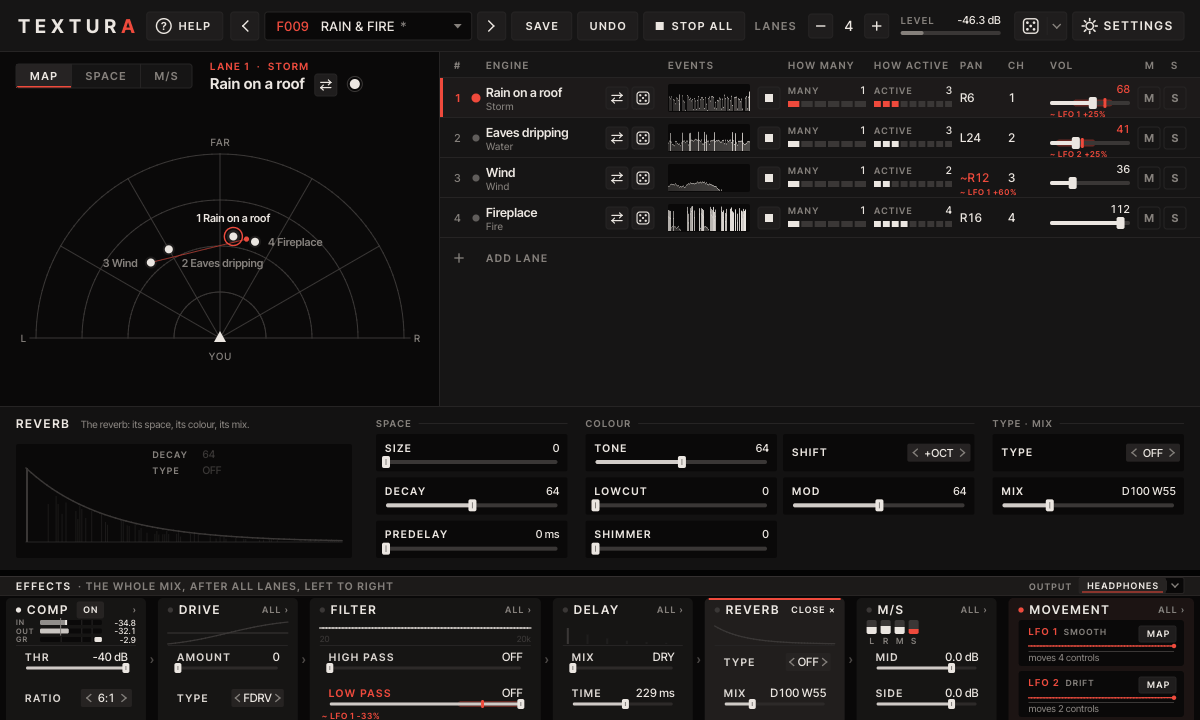 TEXTURA HELP F009 RAIN & FIRE * SAVE UNDO STOP ALL LANES 4 LEVEL -46.3 dB SETTINGS
MAP SPACE M/S
LANE 1 · STORM
Rain on a roof
FAR
1 Rain on a roof
4 Fireplace
3 Wind
2 Eaves dripping
L
R
YOU
# ENGINE EVENTS HOW MANY HOW ACTIVE PAN CH VOL M S
1 Rain on a roof MANY 1 ACTIVE 3 R6 1 68 M S
Storm
~ LFO 1 +25%
2 Eaves dripping MANY 1 ACTIVE 3 L24 2 41 M S
Water
~ LFO 2 +25%
3 Wind MANY 1 ACTIVE 2 ~R12 3 36 M S
Wind
~ LFO 1 +60%
4 Fireplace MANY 1 ACTIVE 4 R16 4 112 M S
Fire
+ ADD LANE
REVERB The reverb: its space, its colour, its mix.
DECAY 64
TYPE OFF
SPACE
SIZE 0
DECAY 64
PREDELAY 0 ms
COLOUR
TONE 64
SHIFT < +OCT >
LOWCUT 0
MOD 64
SHIMMER 0
TYPE · MIX
TYPE < OFF >
MIX D100 W55
EFFECTS · THE WHOLE MIX, AFTER ALL LANES, LEFT TO RIGHT
OUTPUT HEADPHONES
COMP ON ›
IN -34.8
OUT -32.1
GR -2.9
THR -40 dB
RATIO < 6:1 >
DRIVE ALL ›
AMOUNT 0
TYPE < FDRV >
FILTER ALL ›
20 20k
HIGH PASS OFF
LOW PASS OFF
~ LFO 1 -33%
DELAY ALL ›
MIX DRY
TIME 229 ms
REVERB CLOSE ×
TYPE < OFF >
MIX D100 W55
M/S ALL ›
L R M S
MID 0.0 dB
SIDE 0.0 dB
MOVEMENT ALL ›
LFO 1 SMOOTH MAP
moves 4 controls
LFO 2 DRIFT MAP
moves 2 controls